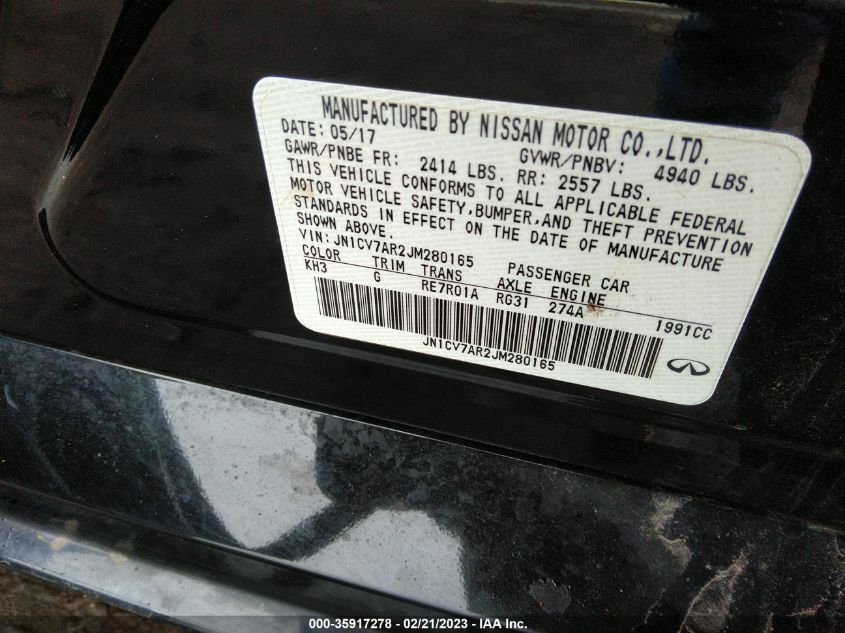 MANUFACTURED BY NISSAN MOTOR CO.,LTD.
DATE: 05/17 GVWR/PNBV: 4940 LBS.
GAWR/PNBE FR: 2414 LBS. RR: 2557 LBS.
THIS VEHICLE CONFORMS TO ALL APPLICABLE FEDERAL
MOTOR VEHICLE SAFETY,BUMPER,AND THEFT PREVENTION
STANDARDS IN EFFECT ON THE DATE OF MANUFACTURE
SHOWN ABOVE.
VIN: JN1CV7AR2JM280165 PASSENGER CAR
COLOR TRIM TRANS AXLE ENGINE
KH3 G RE7R01A RG31 274A 1991CC
JN1CV7AR2JM280165
000-35917278 - 02/21/2023 - IAA Inc.